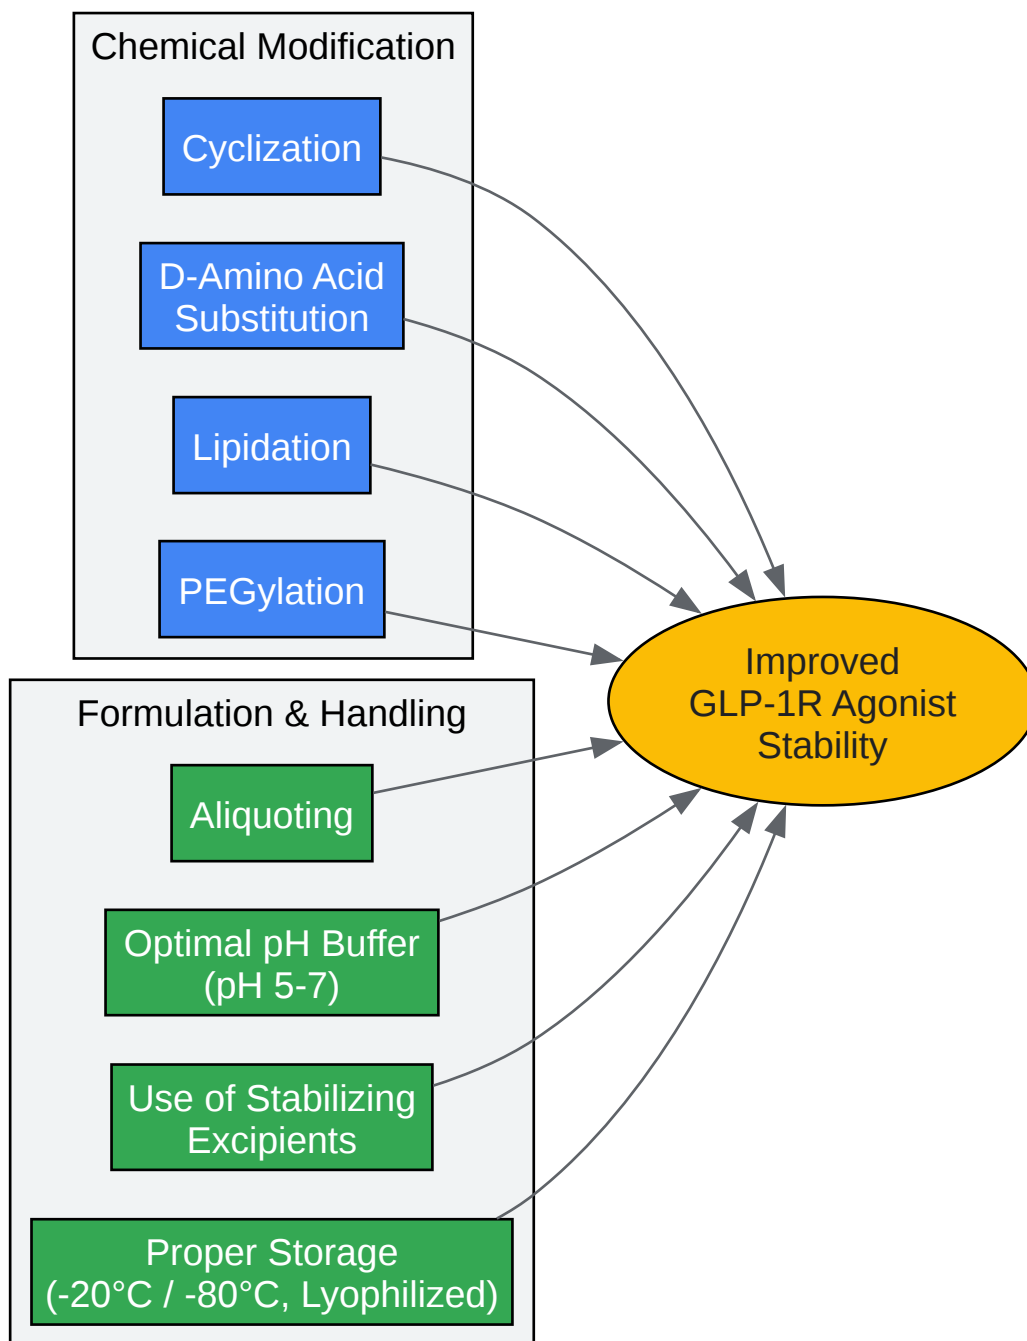 Chemical Modification
Cyclization
D-Amino Acid
Substitution
Lipidation
PEGylation
Improved
GLP-1R Agonist
Stability
Formulation & Handling
Aliquoting
Optimal pH Buffer
(pH 5-7)
Use of Stabilizing
Excipients
Proper Storage
(-20°C / -80°C, Lyophilized)